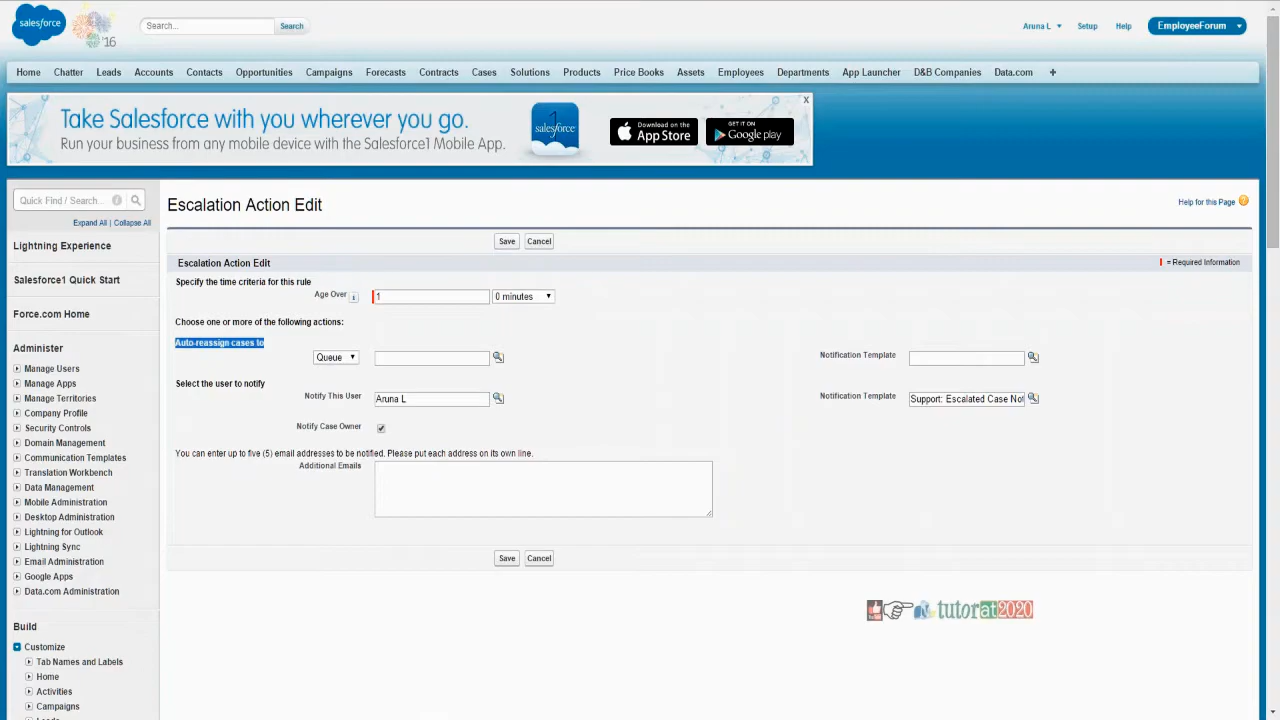 salesforce
'16
Search...
Search
Aruna L
Setup
Help
EmployeeForum
Home
Chatter
Leads
Accounts
Contacts
Opportunities
Campaigns
Forecasts
Contracts
Cases
Solutions
Products
Price Books
Assets
Employees
Departments
App Launcher
D&B Companies
Data.com
+
Take Salesforce with you wherever you go.
Run your business from any mobile device with the Salesforce1 Mobile App.
1
salesforce
Download on the
App Store
GET IT ON
Google play
X
Quick Find / Search...
Expand All | Collapse All
Lightning Experience
Salesforce1 Quick Start
Force.com Home
Administer
Manage Users
Manage Apps
Manage Territories
Company Profile
Security Controls
Domain Management
Communication Templates
Translation Workbench
Data Management
Mobile Administration
Desktop Administration
Lightning for Outlook
Lightning Sync
Email Administration
Google Apps
Data.com Administration
Build
Customize
Tab Names and Labels
Home
Activities
Campaigns
Leads
Escalation Action Edit
Help for this Page
Save
Cancel
Escalation Action Edit
= Required Information
Specify the time criteria for this rule
Age Over
1
0 minutes
Choose one or more of the following actions:
Auto-reassign cases to
Queue
Notification Template
Select the user to notify
Notify This User
Aruna L
Notification Template
Support: Escalated Case Not
Notify Case Owner
You can enter up to five (5) email addresses to be notified. Please put each address on its own line.
Additional Emails
Save
Cancel
tutorat2020